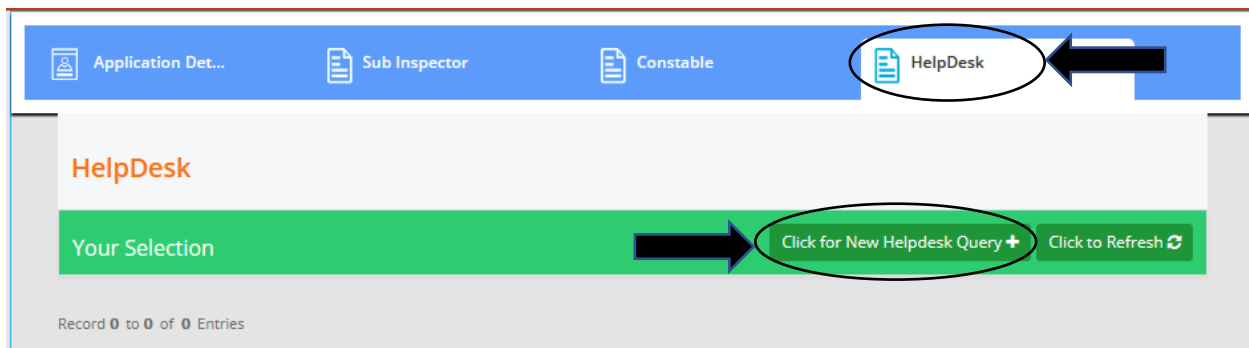 Application Det...
Sub Inspector
Constable
HelpDesk
HelpDesk
Your Selection
Click for New Helpdesk Query
Click to Refresh
Record 0 to 0 of 0 Entries